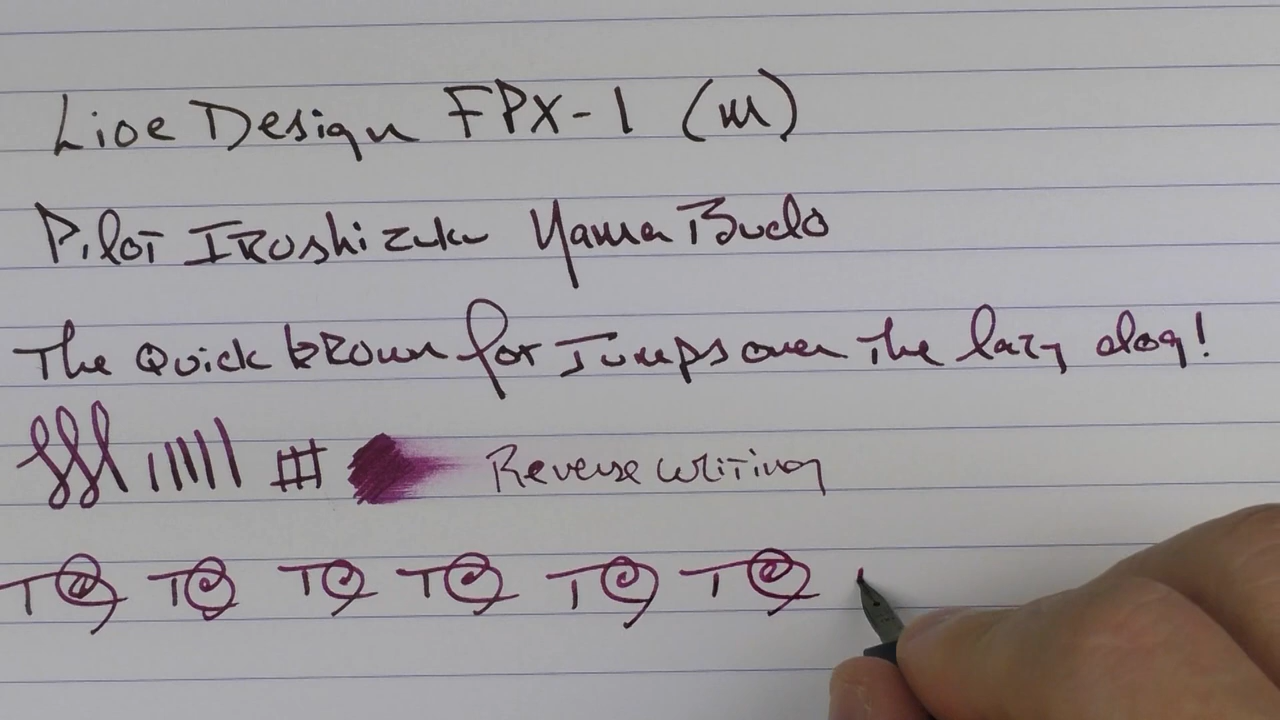 Lioe Design FPX-1 (M)
Pilot Iroshizuku Yama Budo
The Quick brown fox Jumps over The lazy dog!
Reverse writing